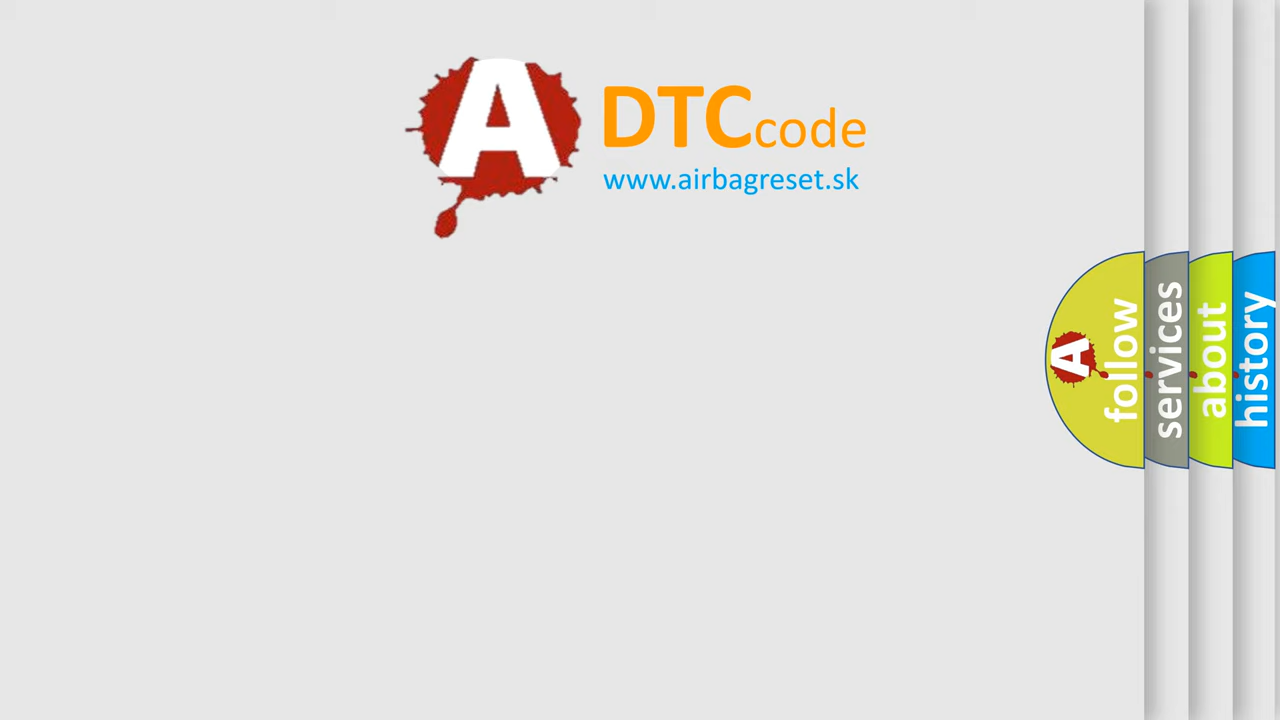 A
DTCcode
www.airbagreset.sk
A
follow
services
about
history